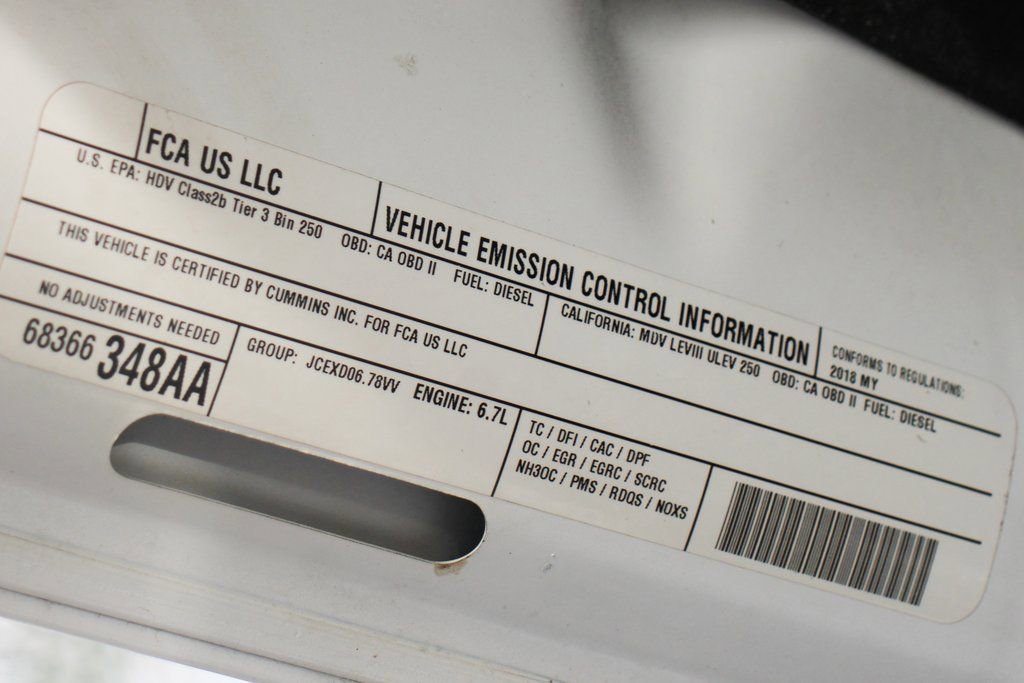 FCA US LLC
VEHICLE EMISSION CONTROL INFORMATION
CONFORMS TO REGULATIONS:
2018 MY
U.S. EPA: HDV Class2b Tier 3 Bin 250 OBD: CA OBD II FUEL: DIESEL
CALIFORNIA: MDV LEVIII ULEV 250 OBD: CA OBD II FUEL: DIESEL
THIS VEHICLE IS CERTIFIED BY CUMMINS INC. FOR FCA US LLC
NO ADJUSTMENTS NEEDED
68366 348AA
GROUP: JCEXD06.78VV ENGINE: 6.7L
TC / DFI / CAC / DPF
OC / EGR / EGRC / SCRC
NH3OC / PMS / RDQS / NOXS